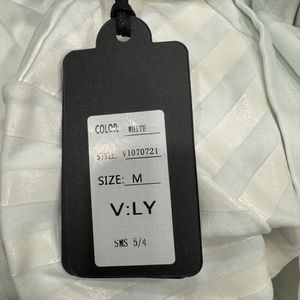 COLOR: WHITE
STYLE: V1070721
SIZE: M
V:LY
SMS 5/4